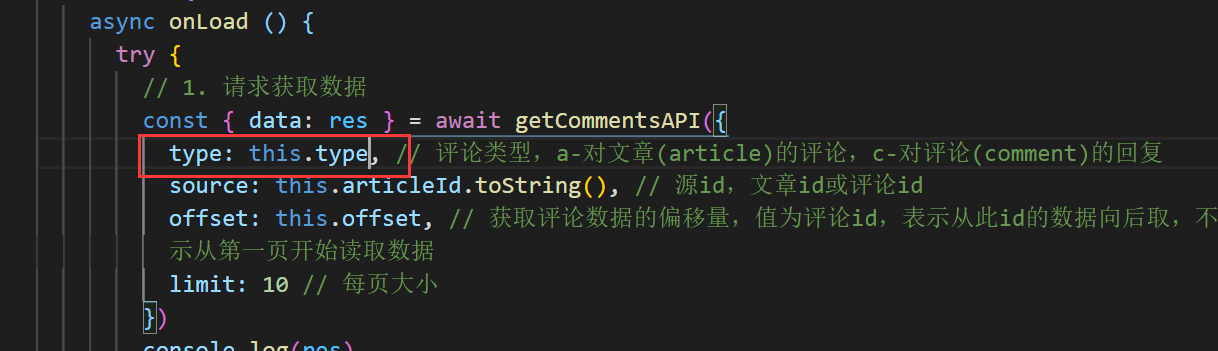 async onLoad () {
try {
// 1. 请求获取数据
const { data: res } = await getCommentsAPI({
type: this.type, // 评论类型，a-对文章(article)的评论，c-对评论(comment)的回复
source: this.articleId.toString(), // 源id，文章id或评论id
offset: this.offset, // 获取评论数据的偏移量，值为评论id，表示从此id的数据向后取，不
示从第一页开始读取数据
limit: 10 // 每页大小
})
console.log(res)